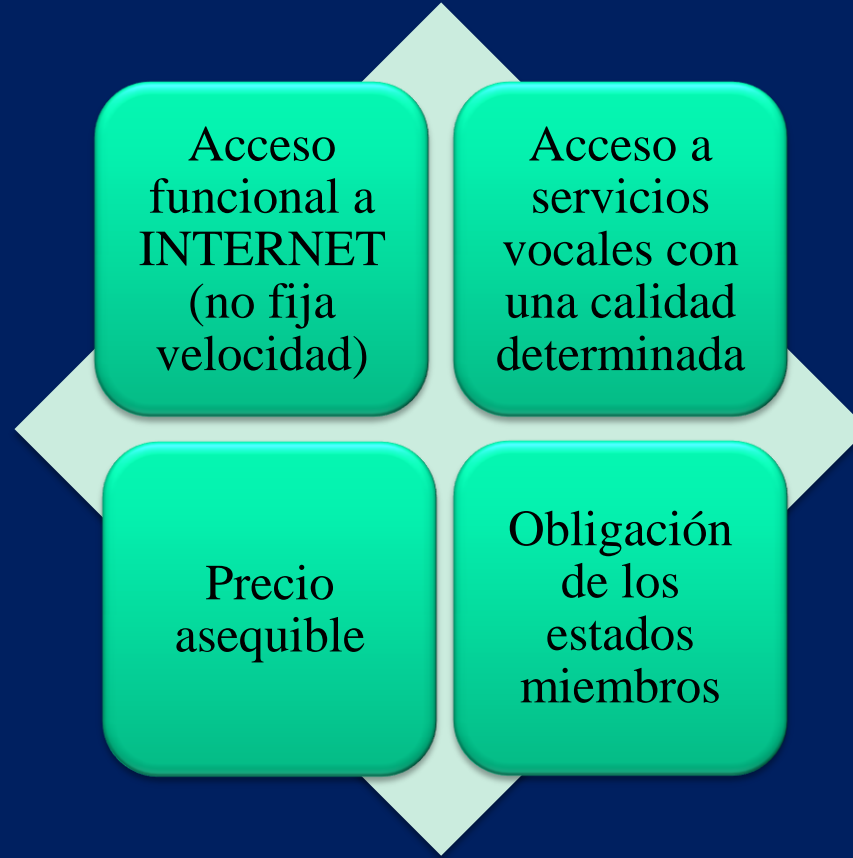 Acceso
funcional a
INTERNET
(no fija
velocidad)
Acceso a
servicios
vocales con
una calidad
determinada
Precio
asequible
Obligación
de los
estados
miembros